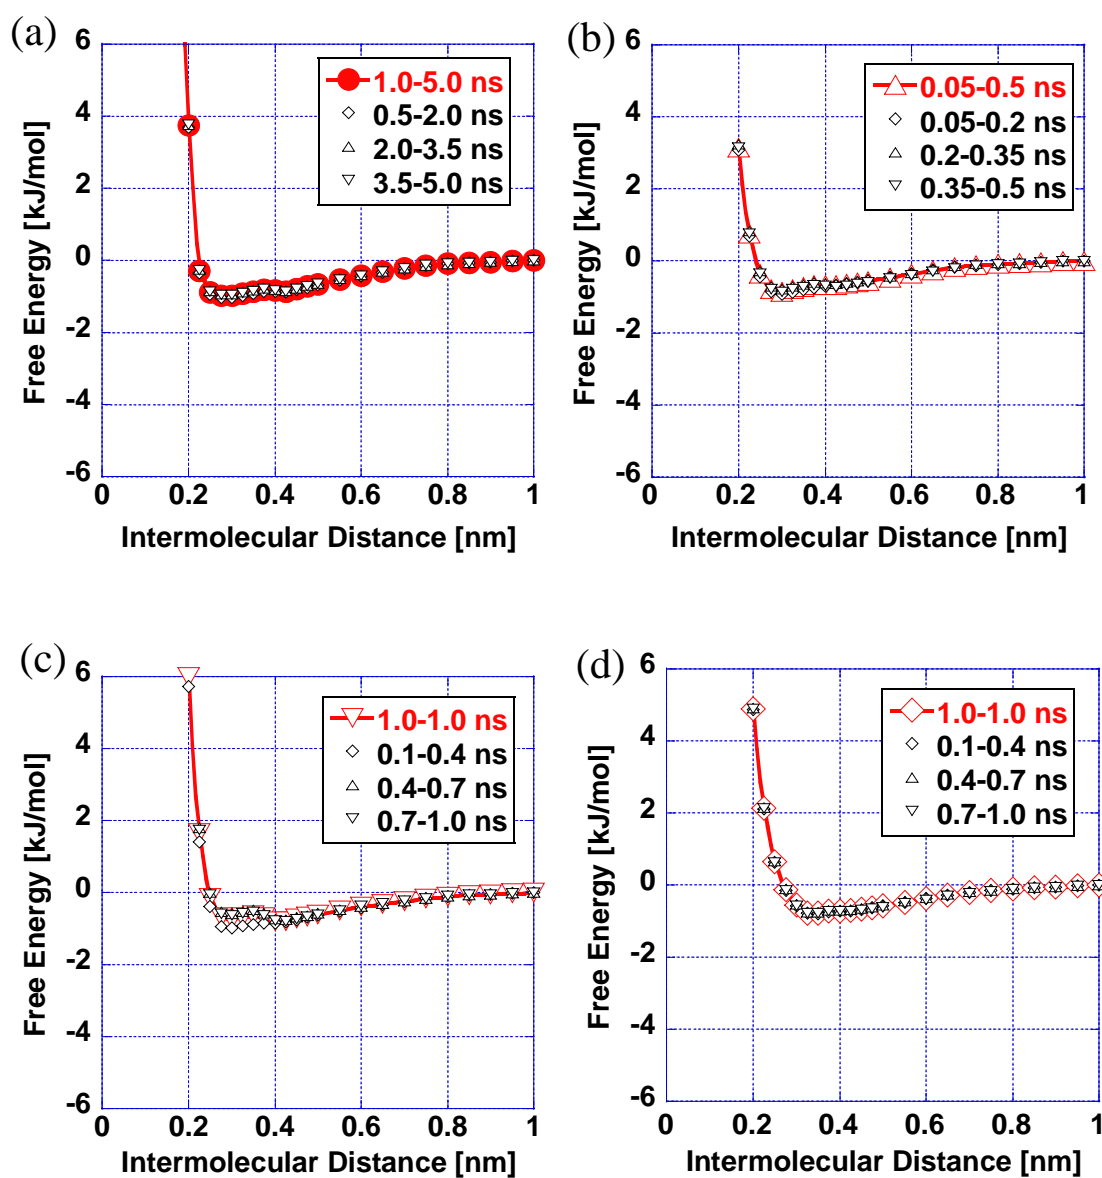 (a)
6
4
2
0
-2
-4
-6
Free Energy [kJ/mol]
1.0-5.0 ns
0.5-2.0 ns
2.0-3.5 ns
3.5-5.0 ns
0 0.2 0.4 0.6 0.8 1
Intermolecular Distance [nm]
(b)
6
4
2
0
-2
-4
-6
Free Energy [kJ/mol]
0.05-0.5 ns
0.05-0.2 ns
0.2-0.35 ns
0.35-0.5 ns
0 0.2 0.4 0.6 0.8 1
Intermolecular Distance [nm]
(c)
6
4
2
0
-2
-4
-6
Free Energy [kJ/mol]
1.0-1.0 ns
0.1-0.4 ns
0.4-0.7 ns
0.7-1.0 ns
0 0.2 0.4 0.6 0.8 1
Intermolecular Distance [nm]
(d)
6
4
2
0
-2
-4
-6
Free Energy [kJ/mol]
1.0-1.0 ns
0.1-0.4 ns
0.4-0.7 ns
0.7-1.0 ns
0 0.2 0.4 0.6 0.8 1
Intermolecular Distance [nm]